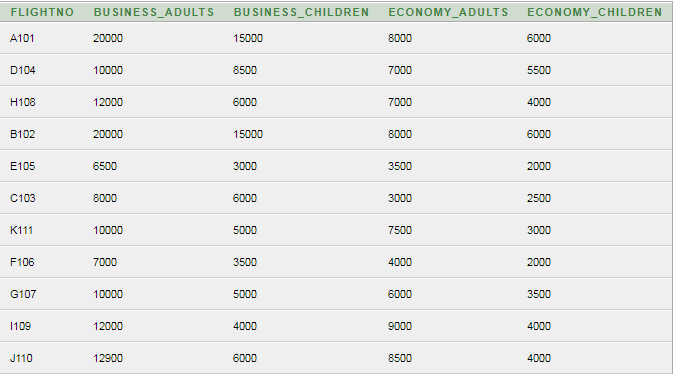 FLIGHTNO BUSINESS_ADULTS BUSINESS_CHILDREN ECONOMY_ADULTS ECONOMY_CHILDREN
A101 20000 15000 8000 6000
D104 10000 8500 7000 5500
H108 12000 6000 7000 4000
B102 20000 15000 8000 6000
E105 6500 3000 3500 2000
C103 8000 6000 3000 2500
K111 10000 5000 7500 3000
F106 7000 3500 4000 2000
G107 10000 5000 6000 3500
I109 12000 4000 9000 4000
J110 12900 6000 8500 4000